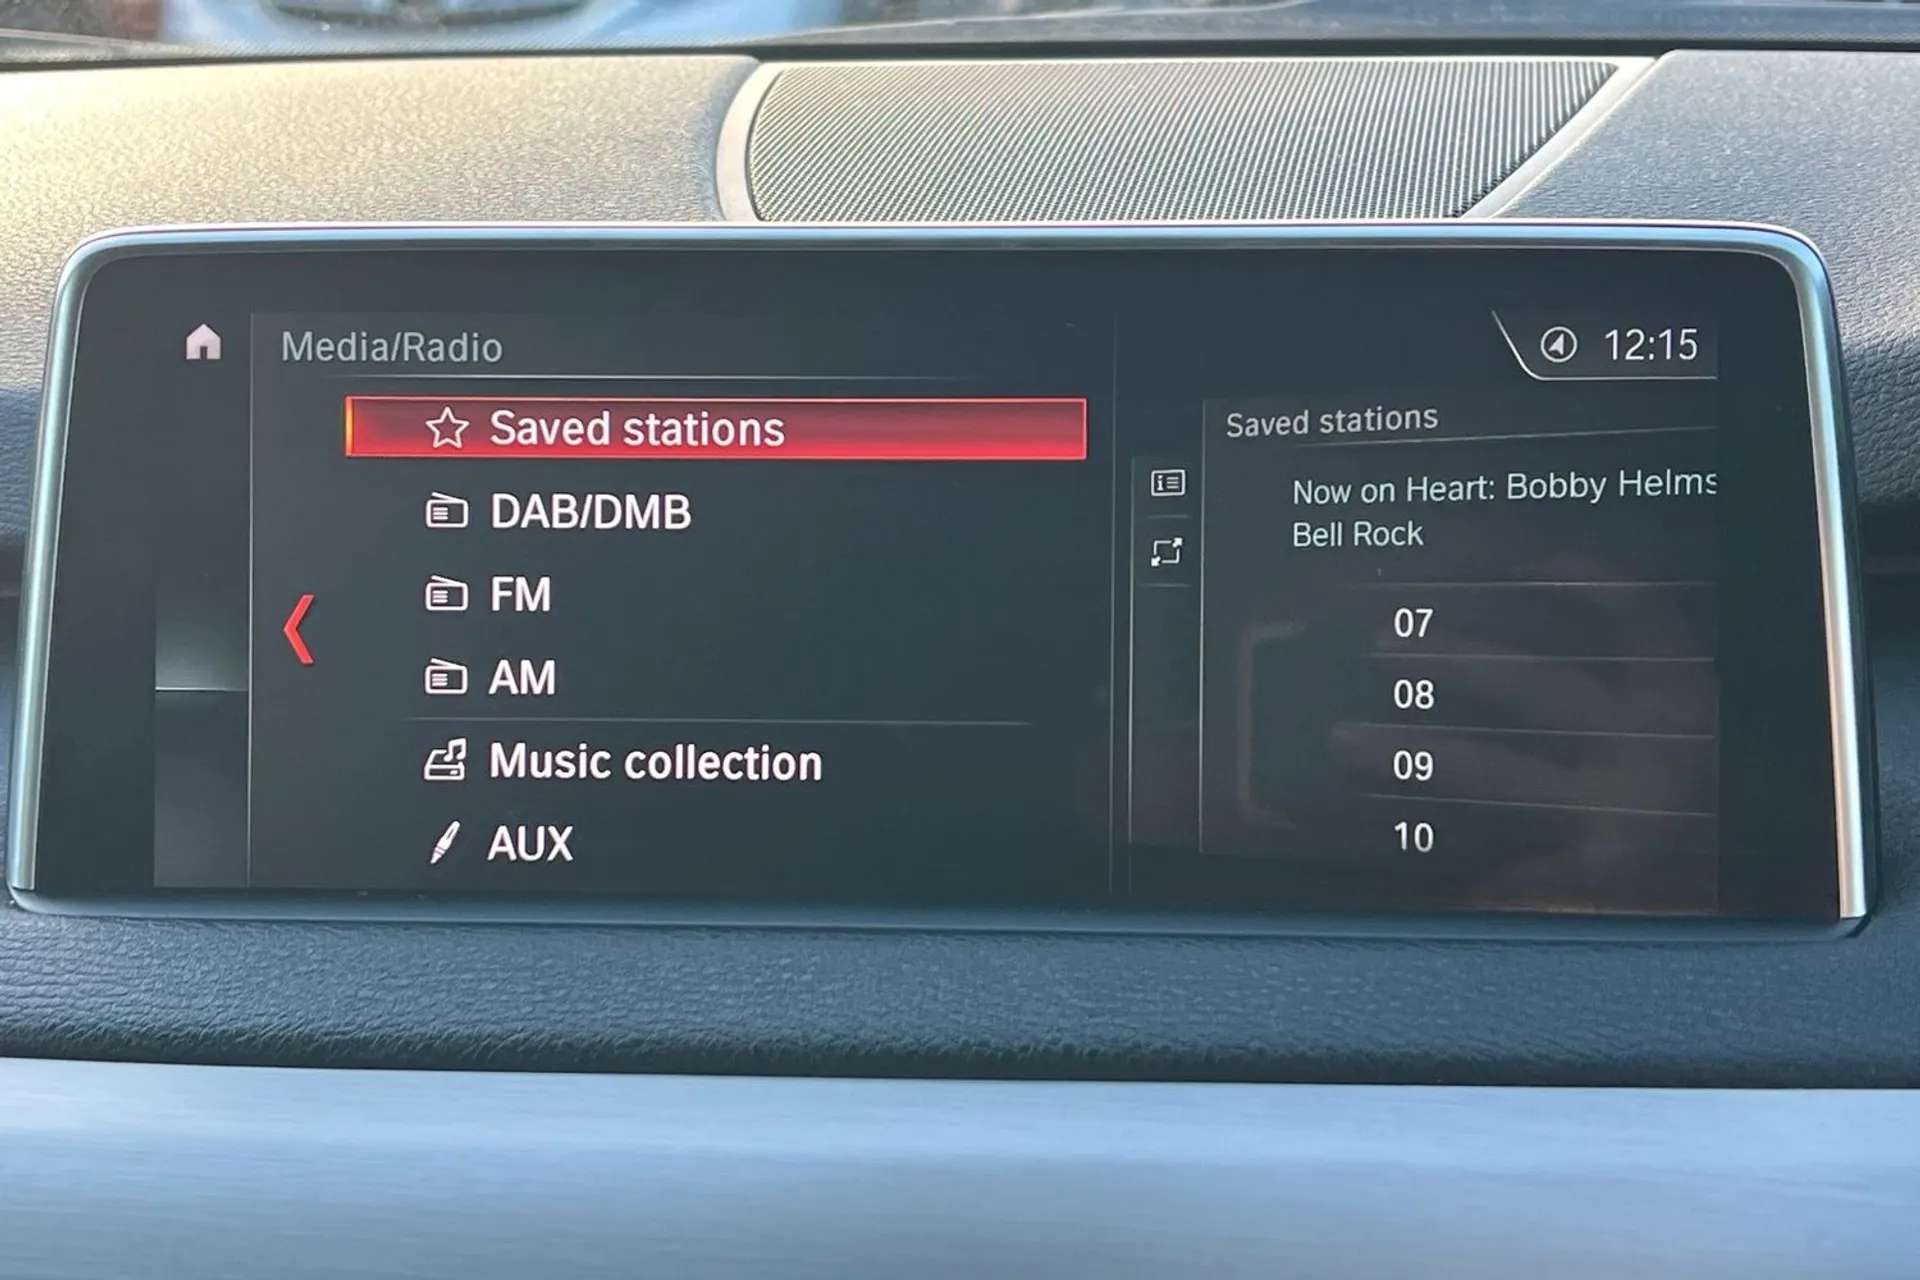 Media/Radio
12:15
Saved stations
DAB/DMB
FM
AM
Music collection
AUX
Saved stations
Now on Heart: Bobby Helms
Bell Rock
07
08
09
10